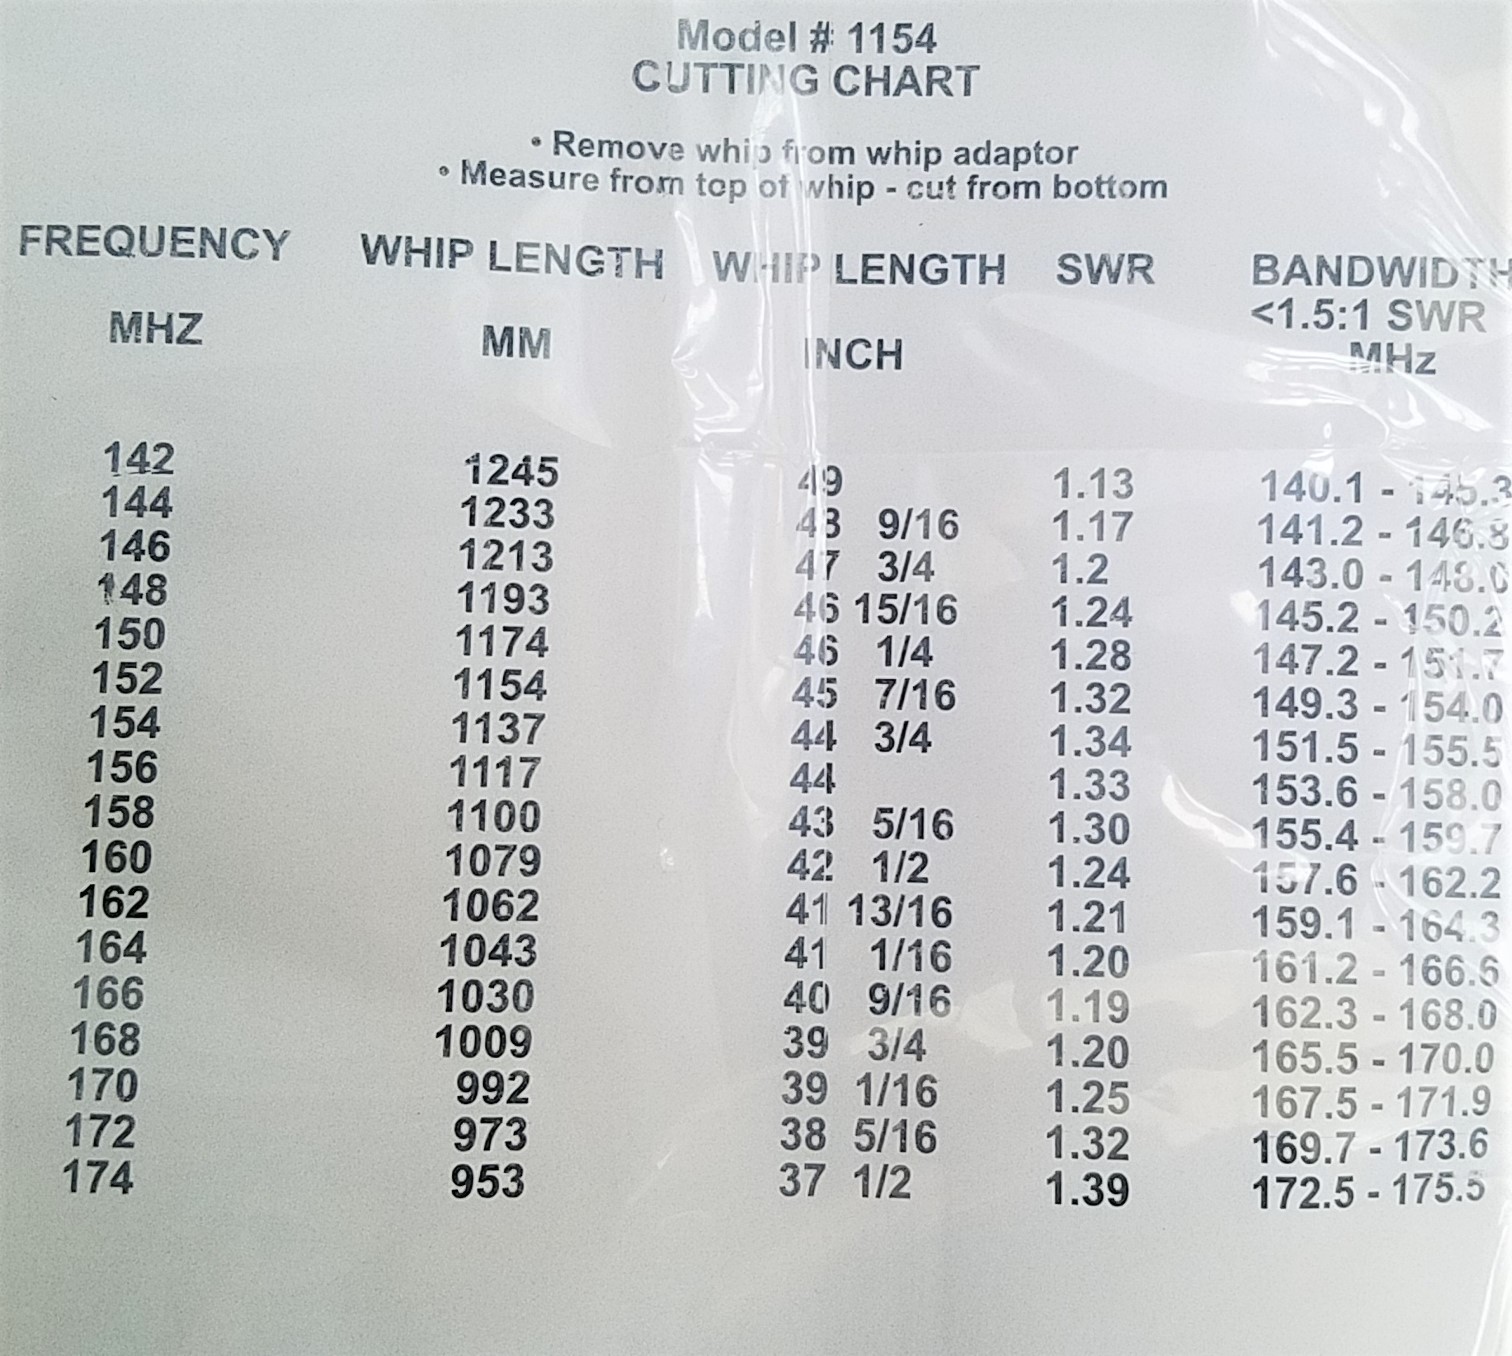 Model # 1154
CUTTING CHART
• Remove whip from whip adaptor
• Measure from top of whip - cut from bottom
FREQUENCY WHIP LENGTH WHIP LENGTH SWR BANDWIDTH
<1.5:1 SWR
MHZ MM INCH MHz
142 1245 49 1.13 140.1 - 145.3
144 1233 48 9/16 1.17 141.2 - 146.8
146 1213 47 3/4 1.2 143.0 - 148.0
148 1193 46 15/16 1.24 145.2 - 150.2
150 1174 46 1/4 1.28 147.2 - 151.7
152 1154 45 7/16 1.32 149.3 - 154.0
154 1137 44 3/4 1.34 151.5 - 155.5
156 1117 44 1.33 153.6 - 158.0
158 1100 43 5/16 1.30 155.4 - 159.7
160 1079 42 1/2 1.24 157.6 - 162.2
162 1062 41 13/16 1.21 159.1 - 164.3
164 1043 41 1/16 1.20 161.2 - 166.6
166 1030 40 9/16 1.19 162.3 - 168.0
168 1009 39 3/4 1.20 165.5 - 170.0
170 992 39 1/16 1.25 167.5 - 171.9
172 973 38 5/16 1.32 169.7 - 173.6
174 953 37 1/2 1.39 172.5 - 175.5